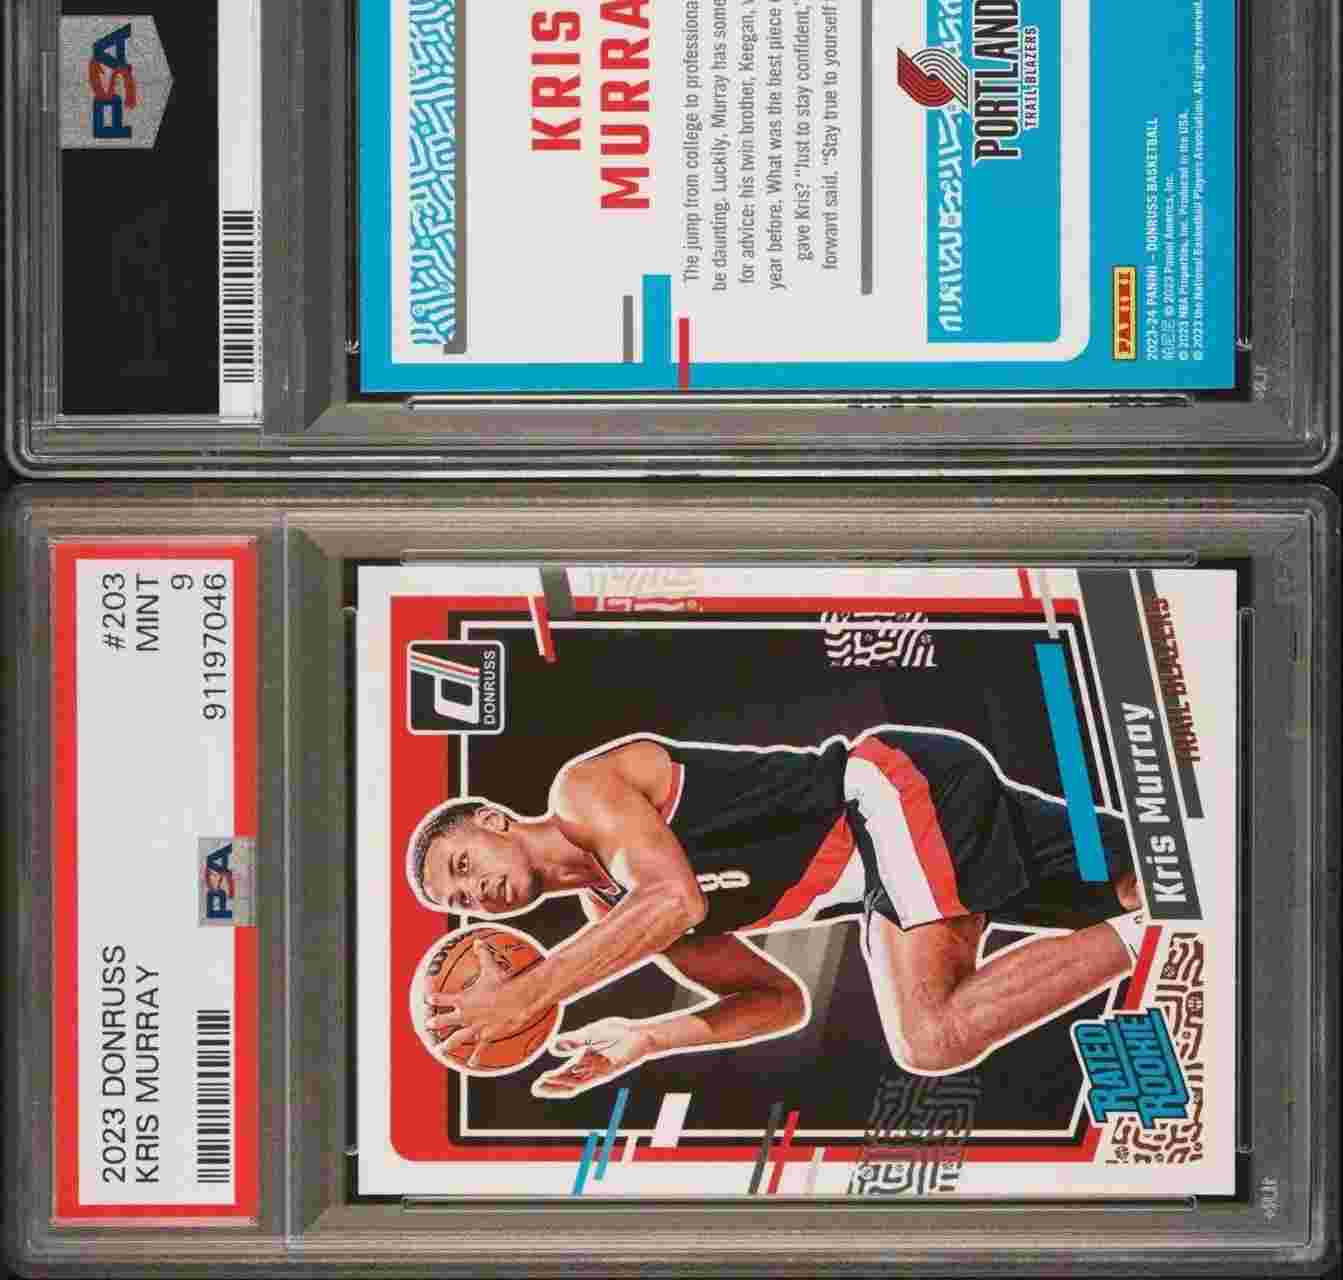 PSA
KRIS
MURRA
The jump from college to professiona
be daunting. Luckily, Murray has some
for advice: his twin brother, Keegan,
year before. What was the best piece
gave Kris? "Just to stay confident,"
forward said. "Stay true to yourself
PORTLAND
TRAIL BLAZERS
PANINI
2023-24 PANINI – DONRUSS BASKETBALL
© 2023 Panini America, Inc.
© 2023 NBA Properties, Inc. Produced in the USA.
© 2023 the National Basketball Players Association. All rights reserved.
2023 DONRUSS #203
KRIS MURRAY MINT
9
PSA 91197046
DONRUSS
8
Kris Murray
TRAIL BLAZERS
RATED
ROOKIE